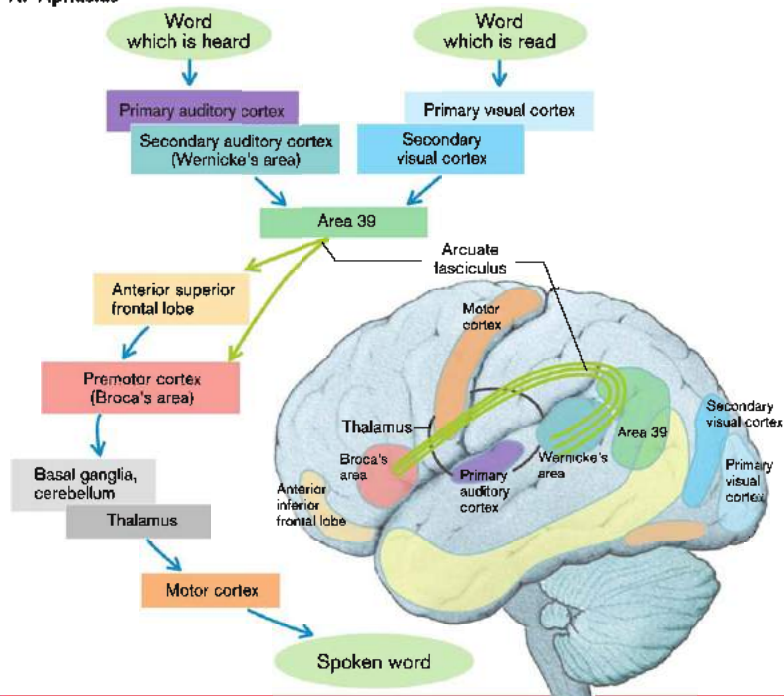 Word
which is heard
Word
which is read
Primary auditory cortex
Primary visual cortex
Secondary auditory cortex
(Wernicke's area)
Secondary
visual cortex
Area 39
Arcuate
fasciculus
Anterior superior
frontal lobe
Motor
cortex
Premotor cortex
(Broca's area)
Thalamus
Secondary
visual cortex
Area 39
Broca's
area
Wernicke's
area
Primary
auditory
cortex
Primary
visual
cortex
Basal ganglia,
cerebellum
Anterior
inferior
frontal lobe
Thalamus
Motor cortex
Spoken word